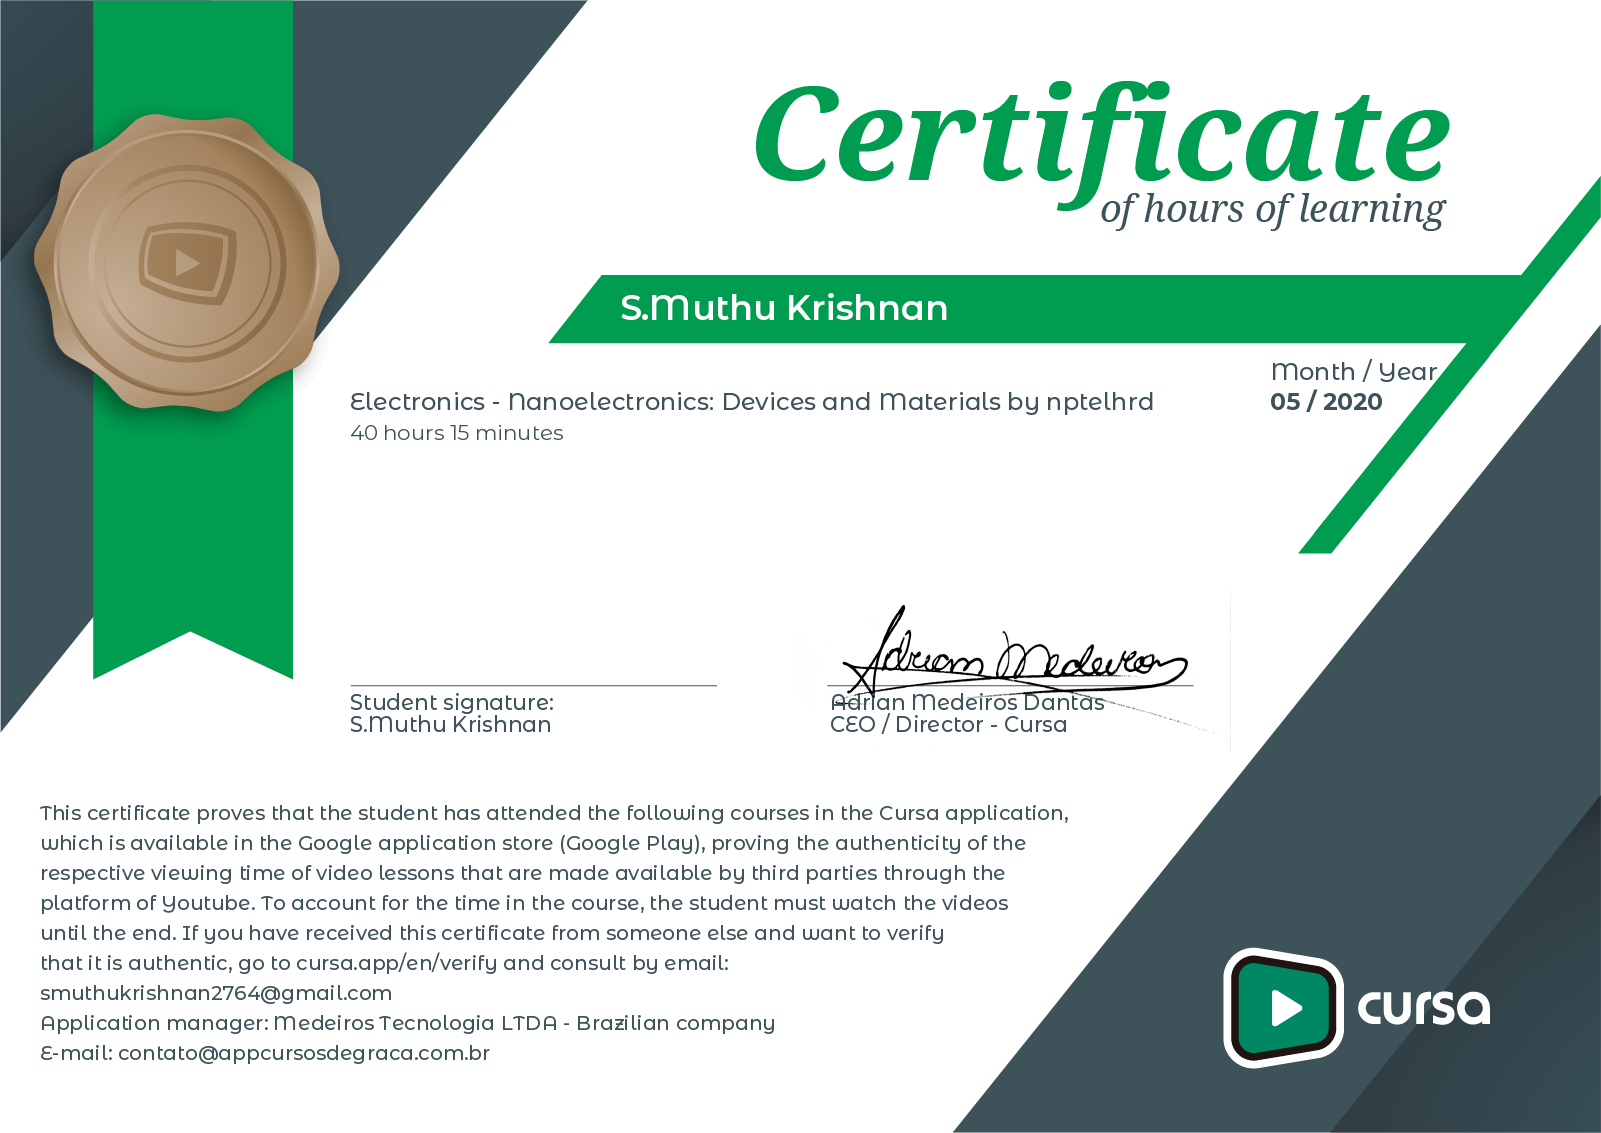 Certificate
of hours of learning
S.Muthu Krishnan
Month / Year
05 / 2020
Electronics - Nanoelectronics: Devices and Materials by nptelhrd
40 hours 15 minutes
Adrian Medeiros
Student signature:
S.Muthu Krishnan
Adrian Medeiros Dantas
CEO / Director - Cursa
This certificate proves that the student has attended the following courses in the Cursa application,
which is available in the Google application store (Google Play), proving the authenticity of the
respective viewing time of video lessons that are made available by third parties through the
platform of Youtube. To account for the time in the course, the student must watch the videos
until the end. If you have received this certificate from someone else and want to verify
that it is authentic, go to cursa.app/en/verify and consult by email:
smuthukrishnan2764@gmail.com
Application manager: Medeiros Tecnologia LTDA - Brazilian company
E-mail: contato@appcursosdegraca.com.br
cursa